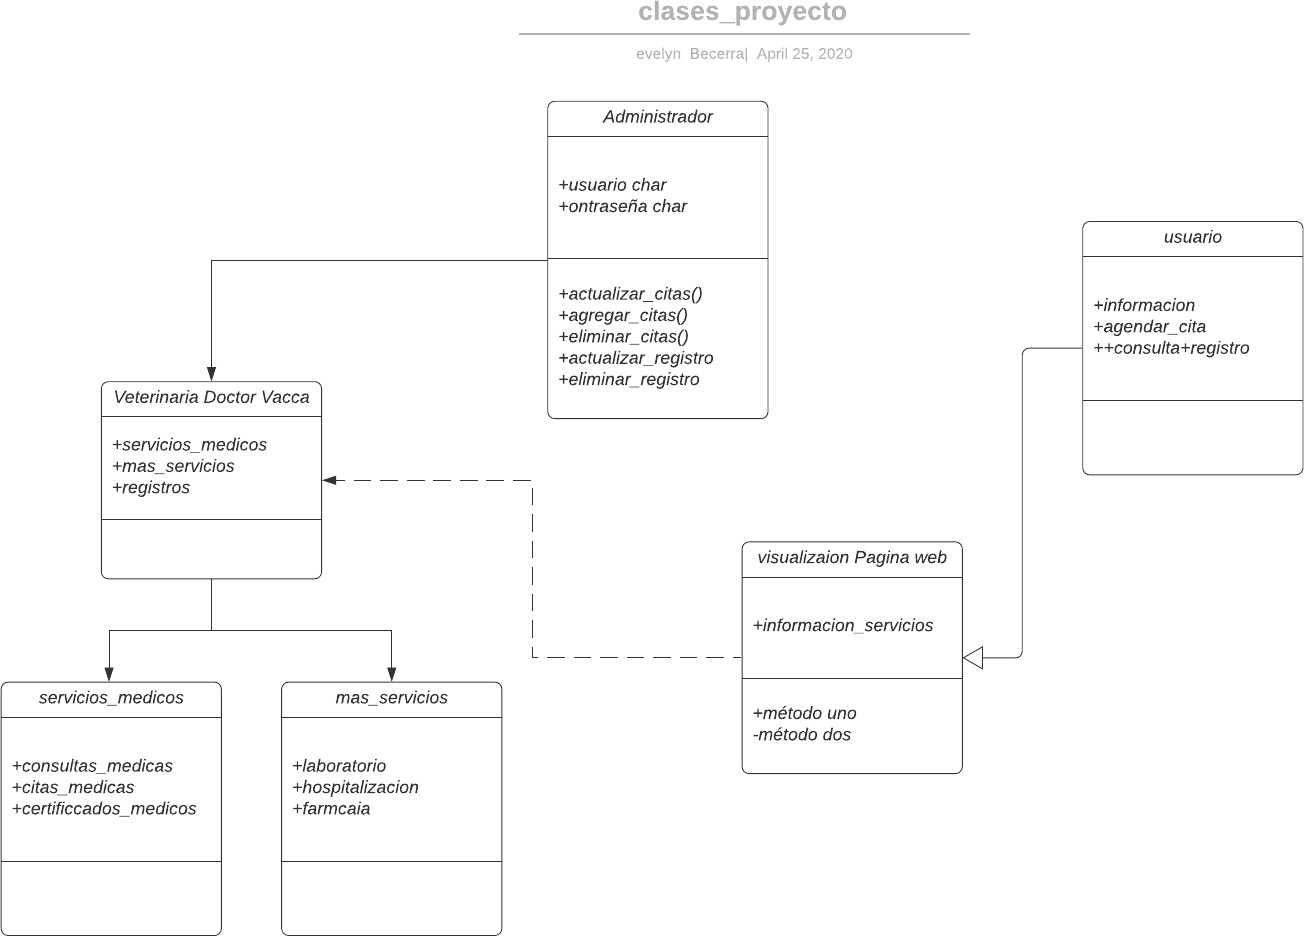 clases_proyecto
evelyn Becerra| April 25, 2020
Administrador
+usuario char
+ontraseña char
+actualizar_citas()
+agregar_citas()
+eliminar_citas()
+actualizar_registro
+eliminar_registro
usuario
+informacion
+agendar_cita
++consulta+registro
Veterinaria Doctor Vacca
+servicios_medicos
+mas_servicios
+registros
visualizaion Pagina web
+informacion_servicios
+método uno
-método dos
servicios_medicos
+consultas_medicas
+citas_medicas
+certificcados_medicos
mas_servicios
+laboratorio
+hospitalizacion
+farmcaia